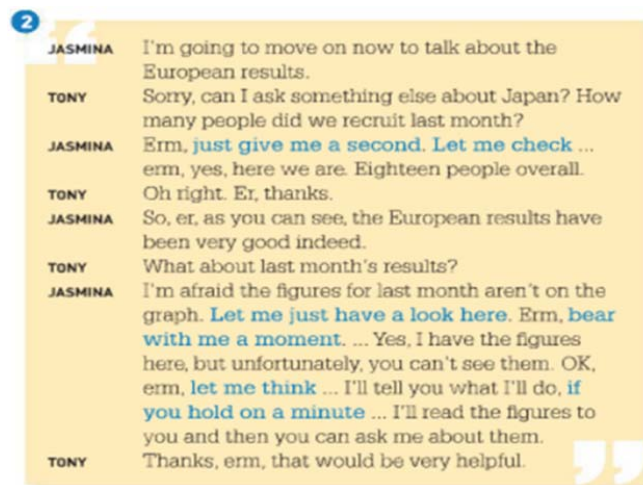 2
JASMINA I'm going to move on now to talk about the
European results.
TONY Sorry, can I ask something else about Japan? How
many people did we recruit last month?
JASMINA Erm, just give me a second. Let me check ...
erm, yes, here we are. Eighteen people overall.
TONY Oh right. Er, thanks.
JASMINA So, er, as you can see, the European results have
been very good indeed.
TONY What about last month's results?
JASMINA I'm afraid the figures for last month aren't on the
graph. Let me just have a look here. Erm, bear
with me a moment. ... Yes, I have the figures
here, but unfortunately, you can't see them. OK,
erm, let me think ... I'll tell you what I'll do, if
you hold on a minute ... I'll read the figures to
you and then you can ask me about them.
TONY Thanks, erm, that would be very helpful.